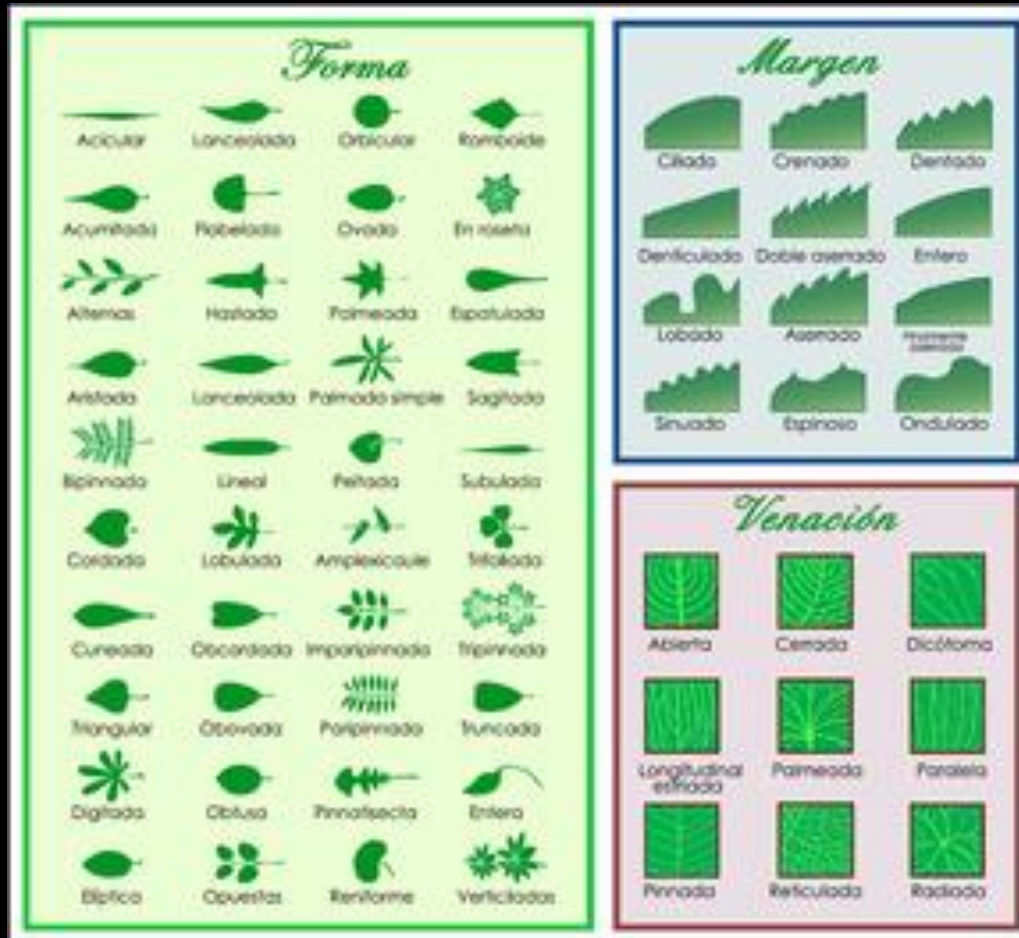 Forma
Acicular Lanceolada Orbicular Romboide
Acuminada Flabelada Ovada En roseta
Alternas Hastada Palmeada Espatulada
Aristada Lanceolada Palmada simple Sagitada
Bipinnada Lineal Peltada Subulada
Cordada Lobulada Amplexicaule Trifoliada
Cuneada Obcordada Imparipinnada Tripinnada
Triangular Obovada Paripinnada Truncada
Digitada Obtusa Pinnatisecta Entera
Elíptica Opuestas Reniforme Verticiladas
Margen
Ciliado Crenado Dentado
Denticulado Doble aserrado Entero
Lobado Aserrado
Sinuado Espinoso Ondulado
Venación
Abierta Cerrada Dicótoma
Longitudinal Palmeada Paralela
estriada
Pinnada Reticulada Radiada